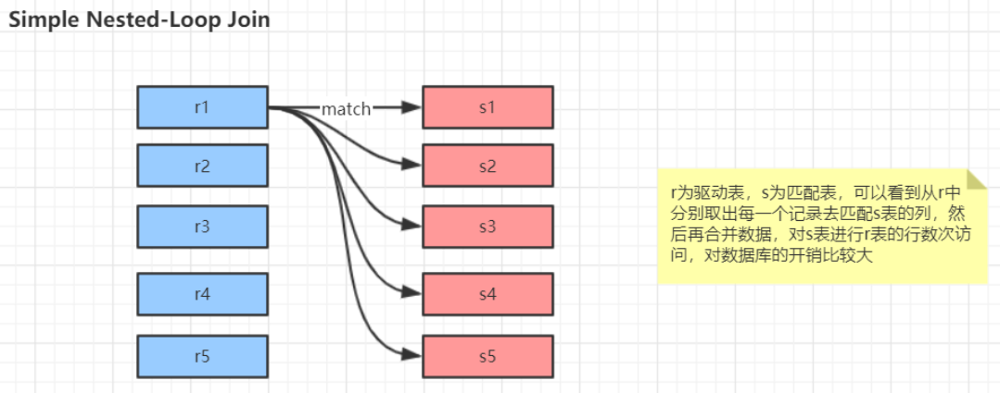 Simple Nested-Loop Join
r1
match
s1
r2
s2
r3
s3
r4
s4
r5
s5
r为驱动表，s为匹配表，可以看到从r中
分别取出每一个记录去匹配s表的列，然
后再合并数据，对s表进行r表的行数次访
问，对数据库的开销比较大